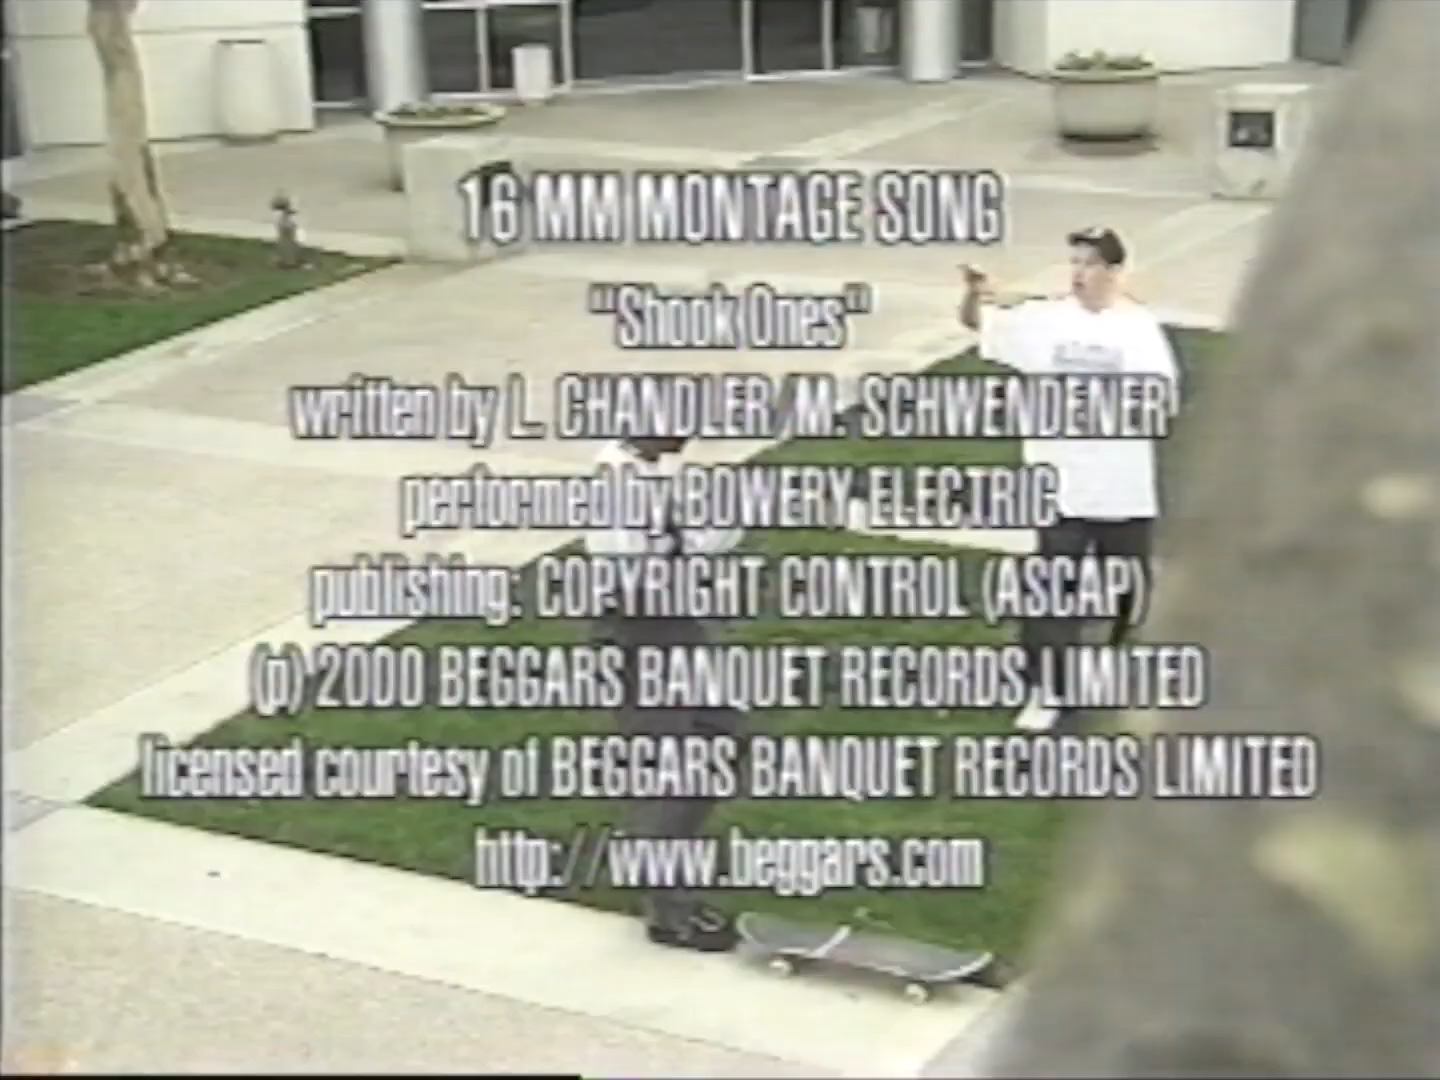 16 MM MONTAGE SONG
"Shook Ones"
written by L. CHANDLER/M. SCHWENDENER
performed by BOWERY ELECTRIC
publishing: COPYRIGHT CONTROL (ASCAP)
(p) 2000 BEGGARS BANQUET RECORDS LIMITED
licensed courtesy of BEGGARS BANQUET RECORDS LIMITED
http://www.beggars.com